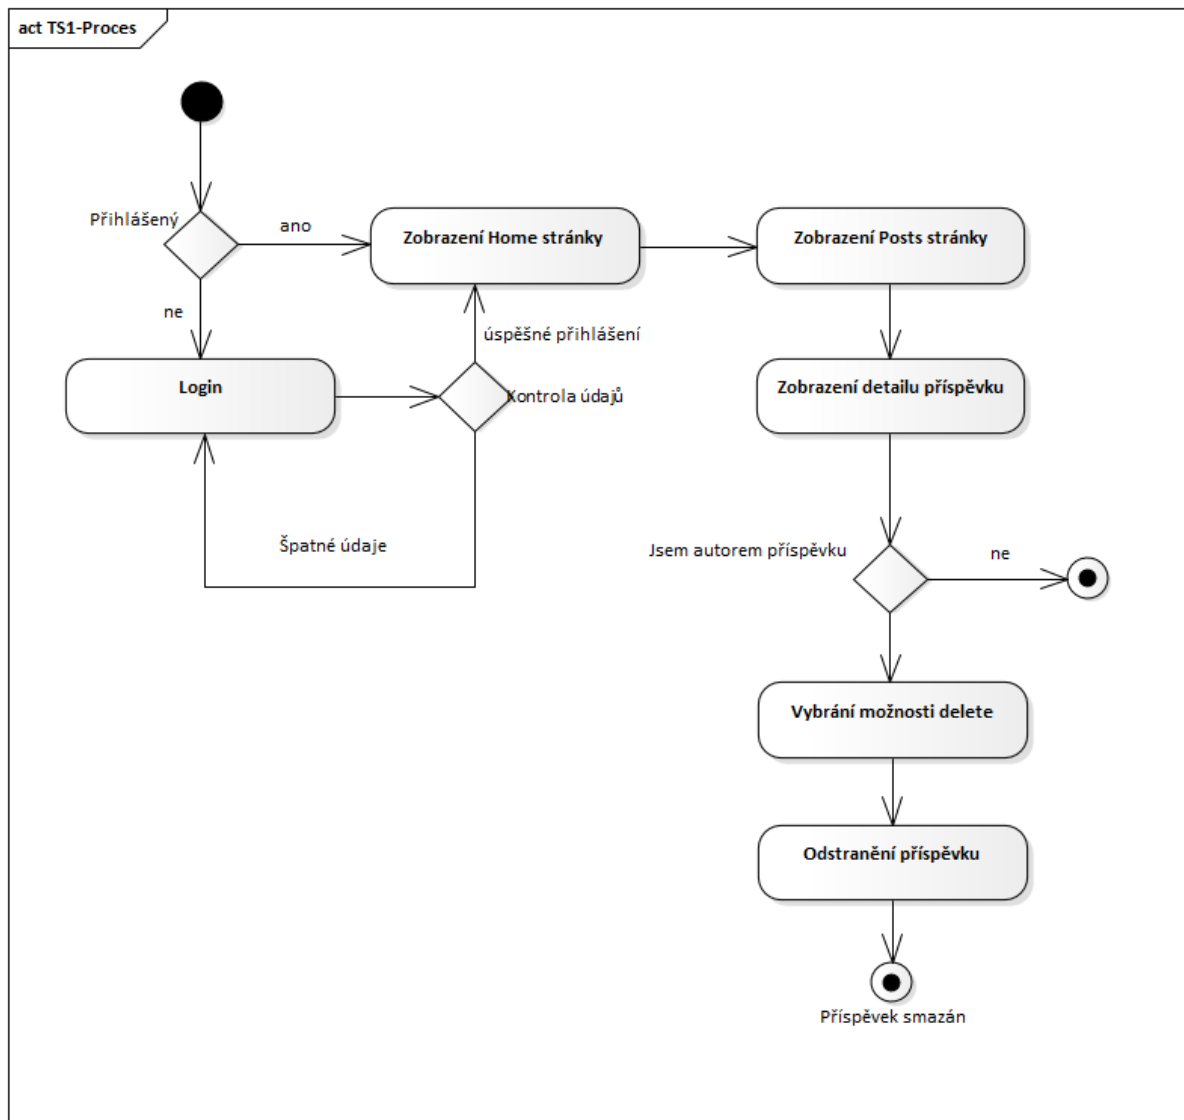 act TS1-Proces
Přihlášený
ano
Zobrazení Home stránky
Zobrazení Posts stránky
ne
úspěšné přihlášení
Login
Kontrola údajů
Zobrazení detailu příspěvku
Špatné údaje
Jsem autorem příspěvku
ne
Vybrání možnosti delete
Odstranění příspěvku
Příspěvek smazán